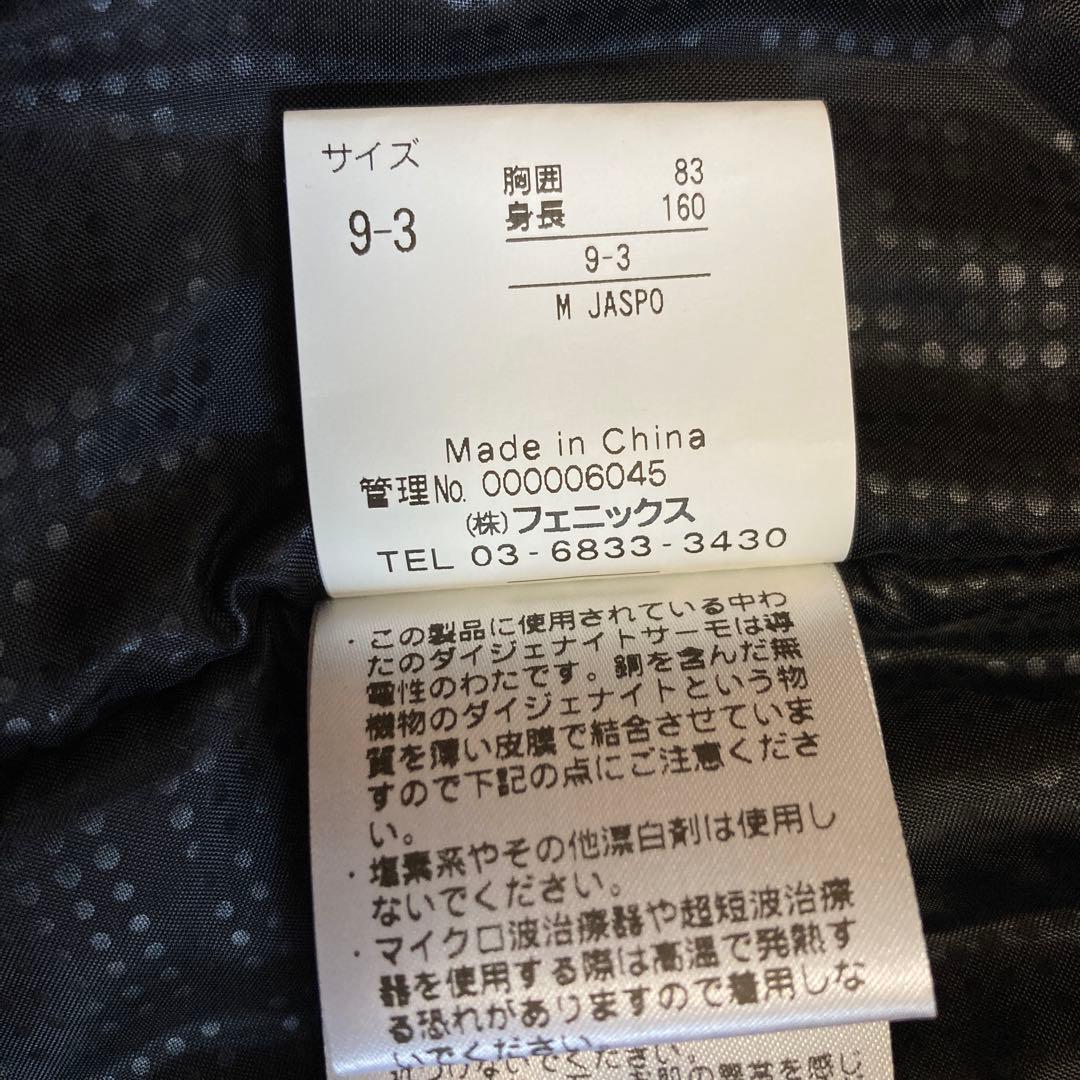 サイズ
9-3
胸囲 83
身長 160
9-3
M JASPO
Made in China
管理No. 000006045
(株)フェニックス
TEL 03-6833-3430
・この製品に使用されている中わ
たのダイジェナイトサーモは導
電性のわたです。銅を含んだ無
機物のダイジェナイトという物
質を薄い皮膜で結合させていま
すので下記の点にご注意くださ
い。
・塩素系やその他漂白剤は使用し
ないでください。
・マイクロ波治療器や超短波治療
器を使用する際は高温で発熱す
る恐れがありますので着用しな
いでください。